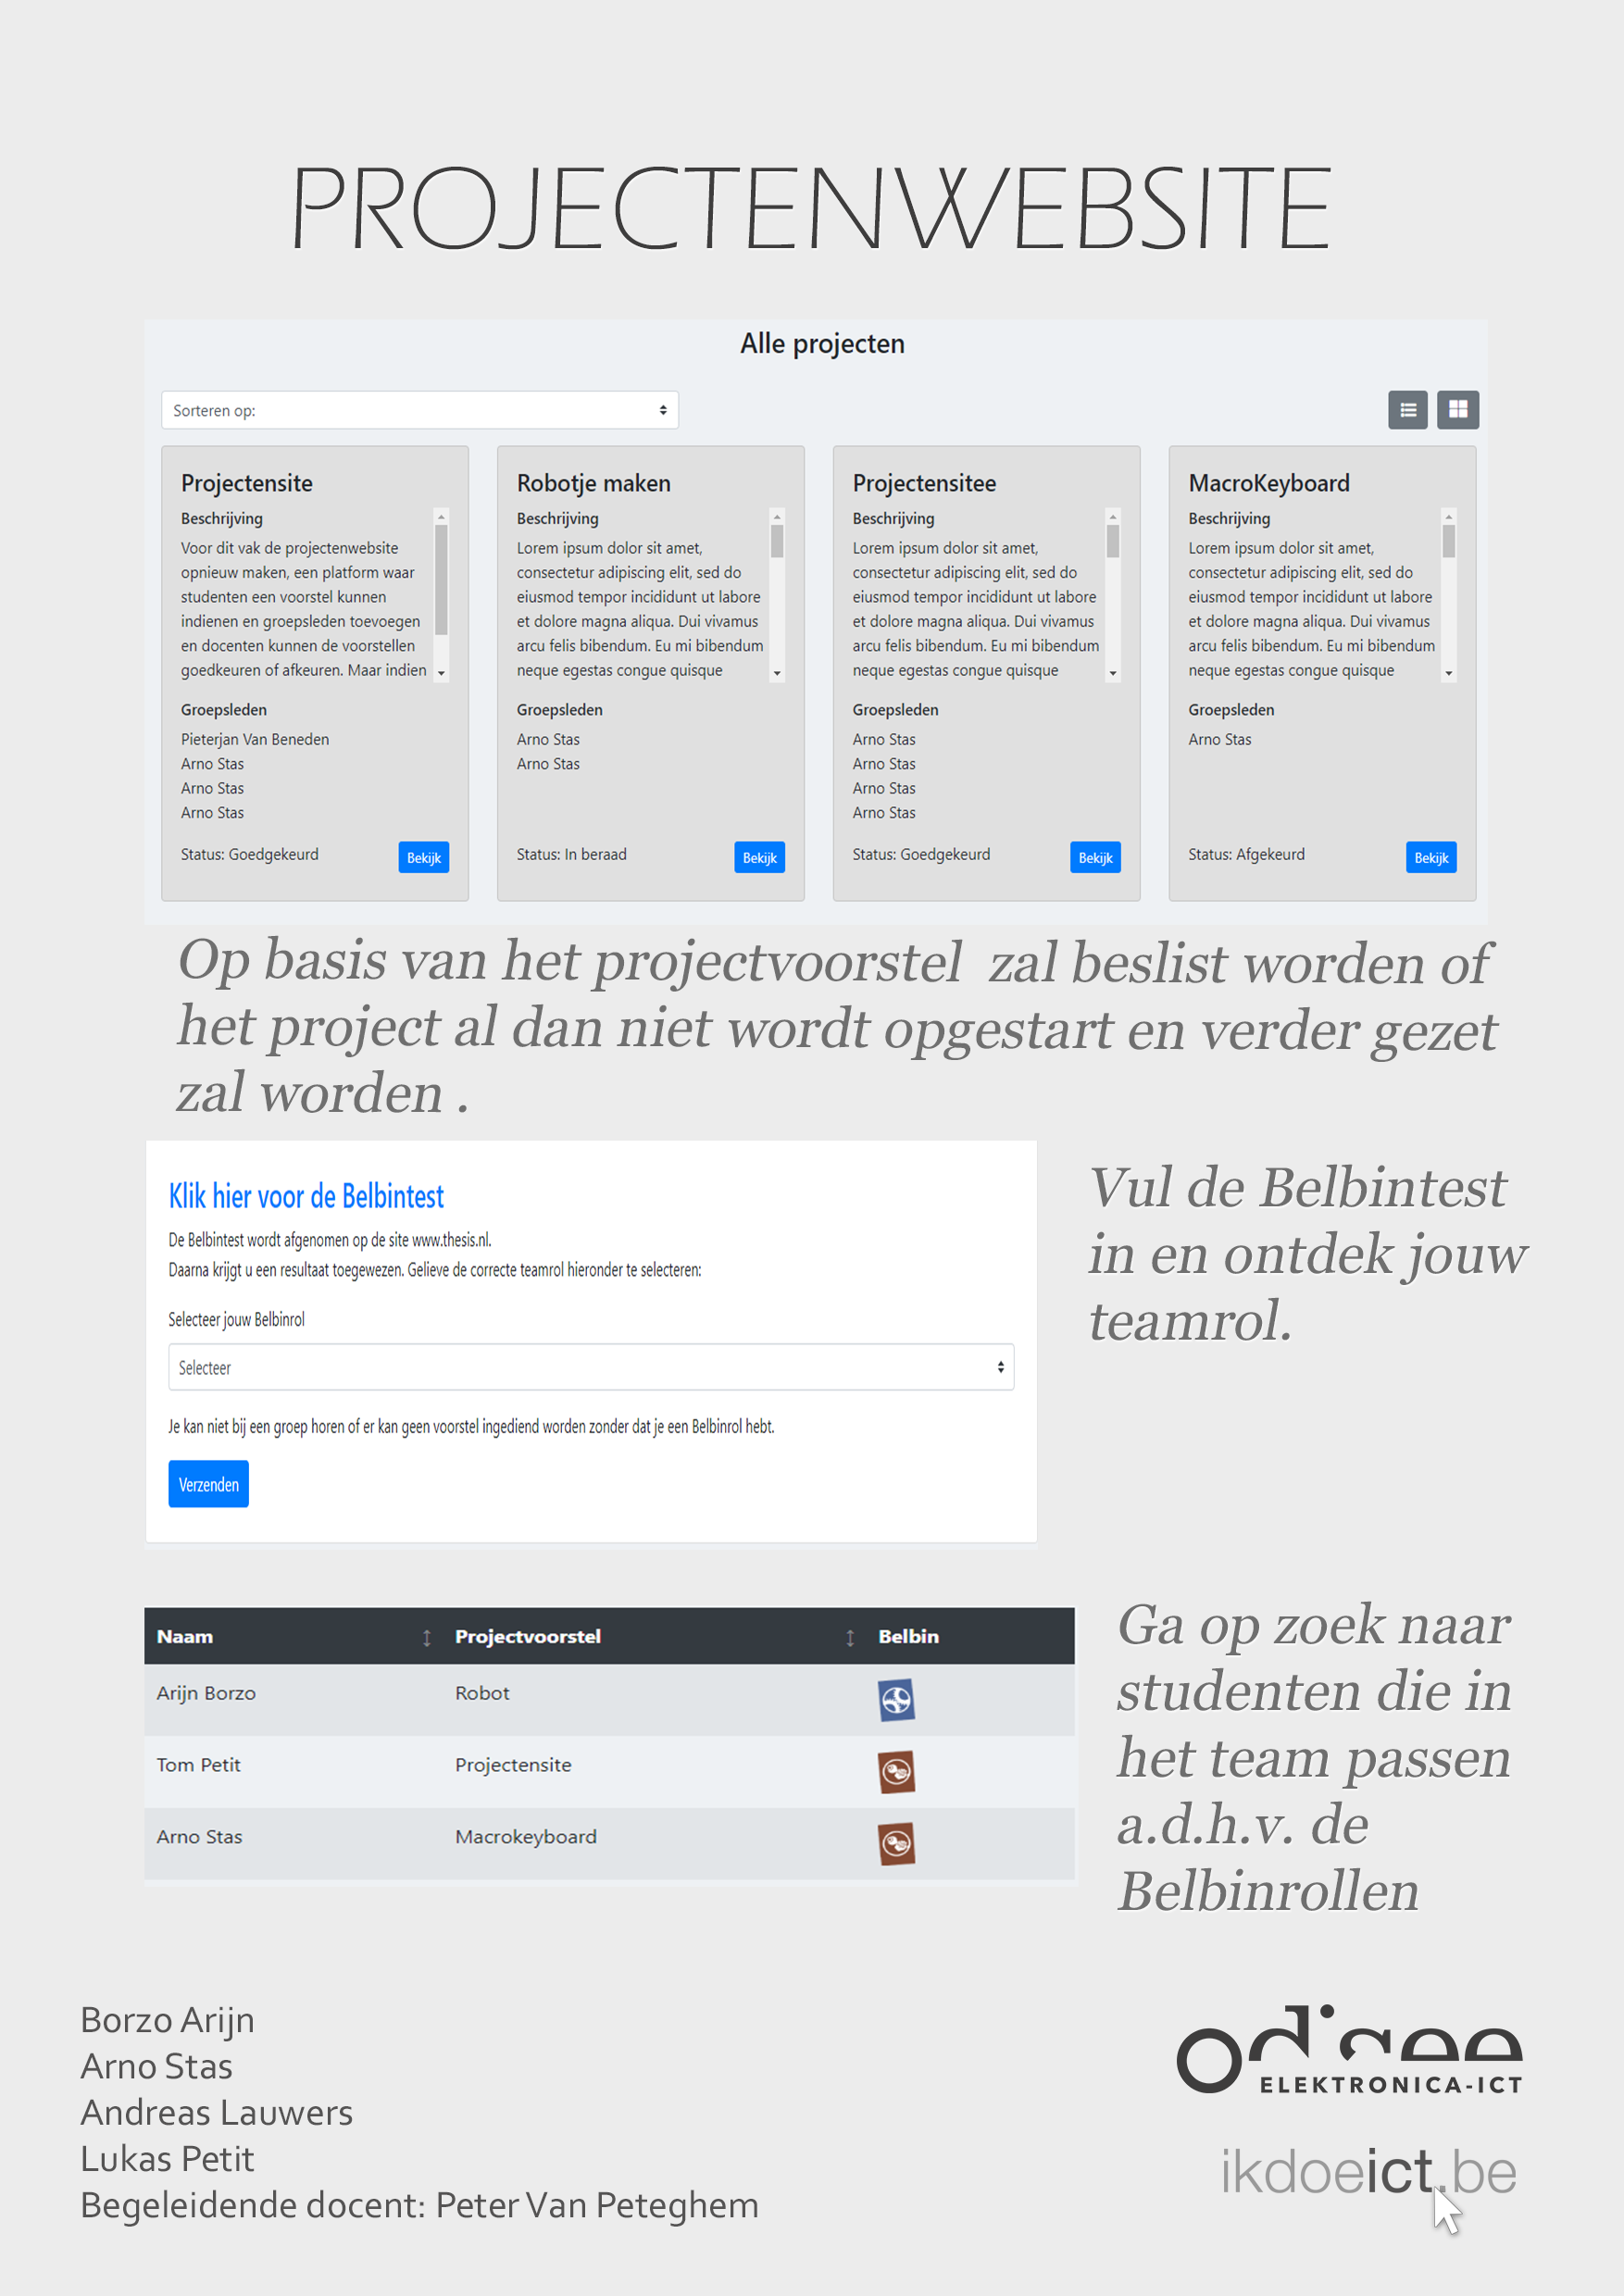 PROJECTENWEBSITE
Alle projecten
Sorteren op:
Projectensite
Beschrijving
Voor dit vak de projectenwebsite
opnieuw maken, een platform waar
studenten een voorstel kunnen
indienen en groepsleden toevoegen
en docenten kunnen de voorstellen
goedkeuren of afkeuren. Maar indien
Groepsleden
Pieterjan Van Beneden
Arno Stas
Arno Stas
Arno Stas
Status: Goedgekeurd
Bekijk
Robotje maken
Beschrijving
Lorem ipsum dolor sit amet,
consectetur adipiscing elit, sed do
eiusmod tempor incididunt ut labore
et dolore magna aliqua. Dui vivamus
arcu felis bibendum. Eu mi bibendum
neque egestas congue quisque
Groepsleden
Arno Stas
Arno Stas
Status: In beraad
Bekijk
Projectensitee
Beschrijving
Lorem ipsum dolor sit amet,
consectetur adipiscing elit, sed do
eiusmod tempor incididunt ut labore
et dolore magna aliqua. Dui vivamus
arcu felis bibendum. Eu mi bibendum
neque egestas congue quisque
Groepsleden
Arno Stas
Arno Stas
Arno Stas
Arno Stas
Status: Goedgekeurd
Bekijk
MacroKeyboard
Beschrijving
Lorem ipsum dolor sit amet,
consectetur adipiscing elit, sed do
eiusmod tempor incididunt ut labore
et dolore magna aliqua. Dui vivamus
arcu felis bibendum. Eu mi bibendum
neque egestas congue quisque
Groepsleden
Arno Stas
Status: Afgekeurd
Bekijk
Op basis van het projectvoorstel zal beslist worden of
het project al dan niet wordt opgestart en verder gezet
zal worden .
Klik hier voor de Belbintest
De Belbintest wordt afgenomen op de site www.thesis.nl.
Daarna krijgt u een resultaat toegewezen. Gelieve de correcte teamrol hieronder te selecteren:
Selecteer jouw Belbinrol
Selecteer
Je kan niet bij een groep horen of er kan geen voorstel ingediend worden zonder dat je een Belbinrol hebt.
Verzenden
Vul de Belbintest
in en ontdek jouw
teamrol.
Naam Projectvoorstel Belbin
Arijn Borzo Robot
Tom Petit Projectensite
Arno Stas Macrokeyboard
Ga op zoek naar
studenten die in
het team passen
a.d.h.v. de
Belbinrollen
Borzo Arijn
Arno Stas
Andreas Lauwers
Lukas Petit
Begeleidende docent: Peter Van Peteghem
odisee
ELEKTRONICA-ICT
ikdoeict.be